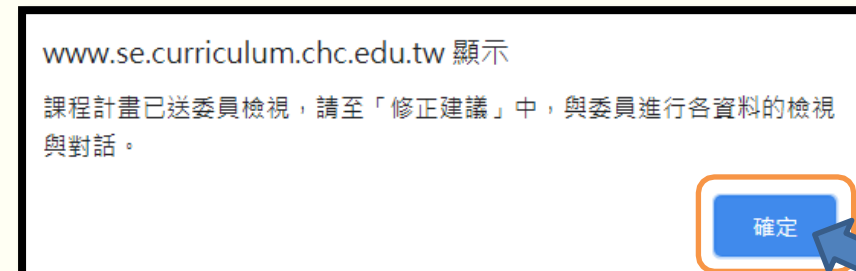 www.se.curriculum.chc.edu.tw 顯示
課程計畫已送委員檢視，請至「修正建議」中，與委員進行各資料的檢視
與對話。
確定